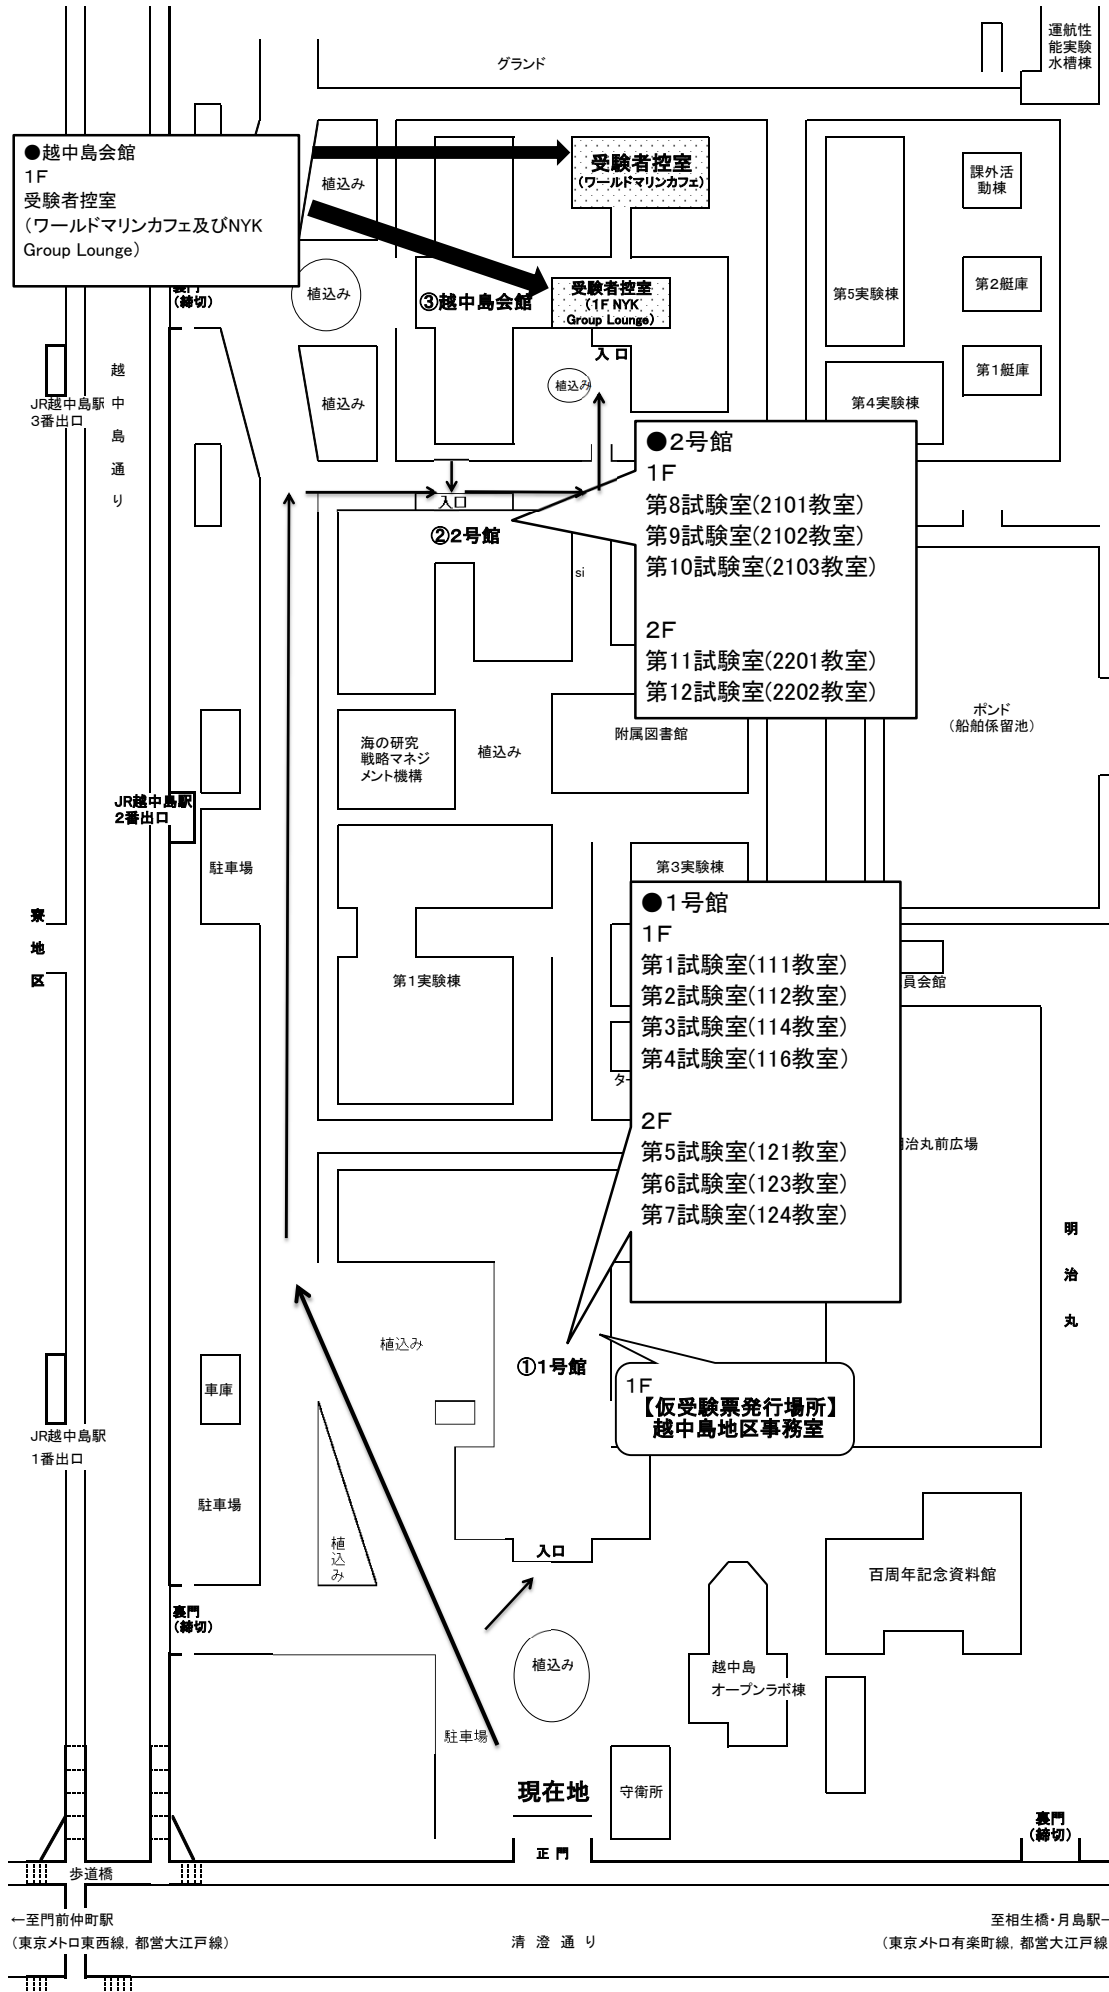 グランド
運航性
能実験
水槽棟
●越中島会館
1F
受験者控室
（ワールドマリンカフェ及びNYK
Group Lounge）
植込み
受験者控室
（ワールドマリンカフェ）
課外活
動棟
裏門
（締切）
植込み
③越中島会館
受験者控室
（1F NYK
Group Lounge）
第5実験棟
第2艇庫
入口
越中島通り
JR越中島駅
3番出口
植込み
植込み
第1艇庫
第4実験棟
●2号館
1F
第8試験室(2101教室)
第9試験室(2102教室)
第10試験室(2103教室)
2F
第11試験室(2201教室)
第12試験室(2202教室)
入口
②2号館
si
海の研究
戦略マネジ
メント機構
植込み
附属図書館
ポンド
（船舶係留池）
JR越中島駅
2番出口
駐車場
第3実験棟
寮地区
第1実験棟
●1号館
1F
第1試験室(111教室)
第2試験室(112教室)
第3試験室(114教室)
第4試験室(116教室)
2F
第5試験室(121教室)
第6試験室(123教室)
第7試験室(124教室)
員会館
タ
治丸前広場
明治丸
植込み
①1号館
1F
【仮受験票発行場所】
越中島地区事務室
車庫
JR越中島駅
1番出口
駐車場
植込み
入口
百周年記念資料館
裏門
（締切）
植込み
越中島
オープンラボ棟
駐車場
現在地
守衛所
正門
裏門
（締切）
歩道橋
←至門前仲町駅
（東京メトロ東西線, 都営大江戸線）
清澄通り
至相生橋・月島駅
（東京メトロ有楽町線, 都営大江戸線